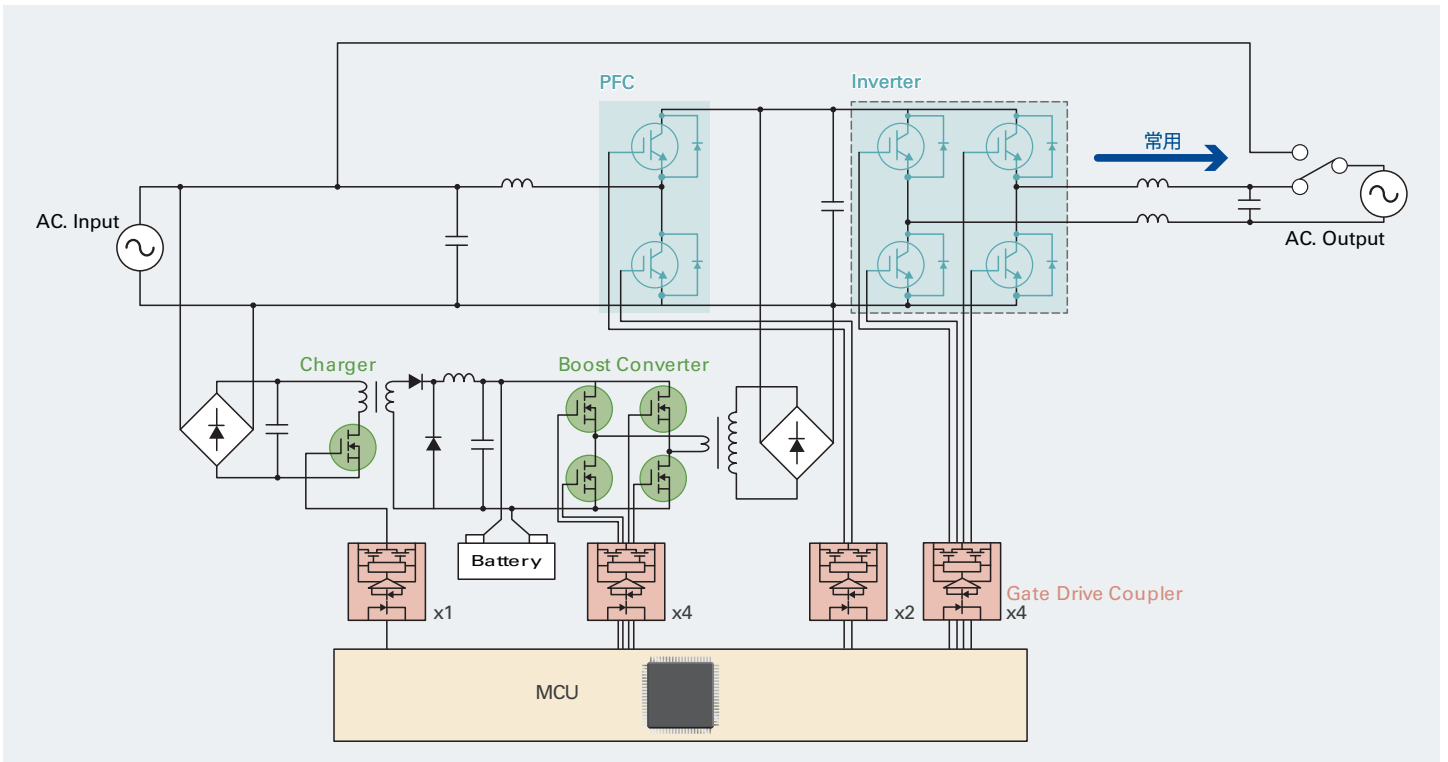 PFC
Inverter
常用
AC. Input
AC. Output
Charger
Boost Converter
Battery
Gate Drive Coupler
x1
x4
x2
x4
MCU